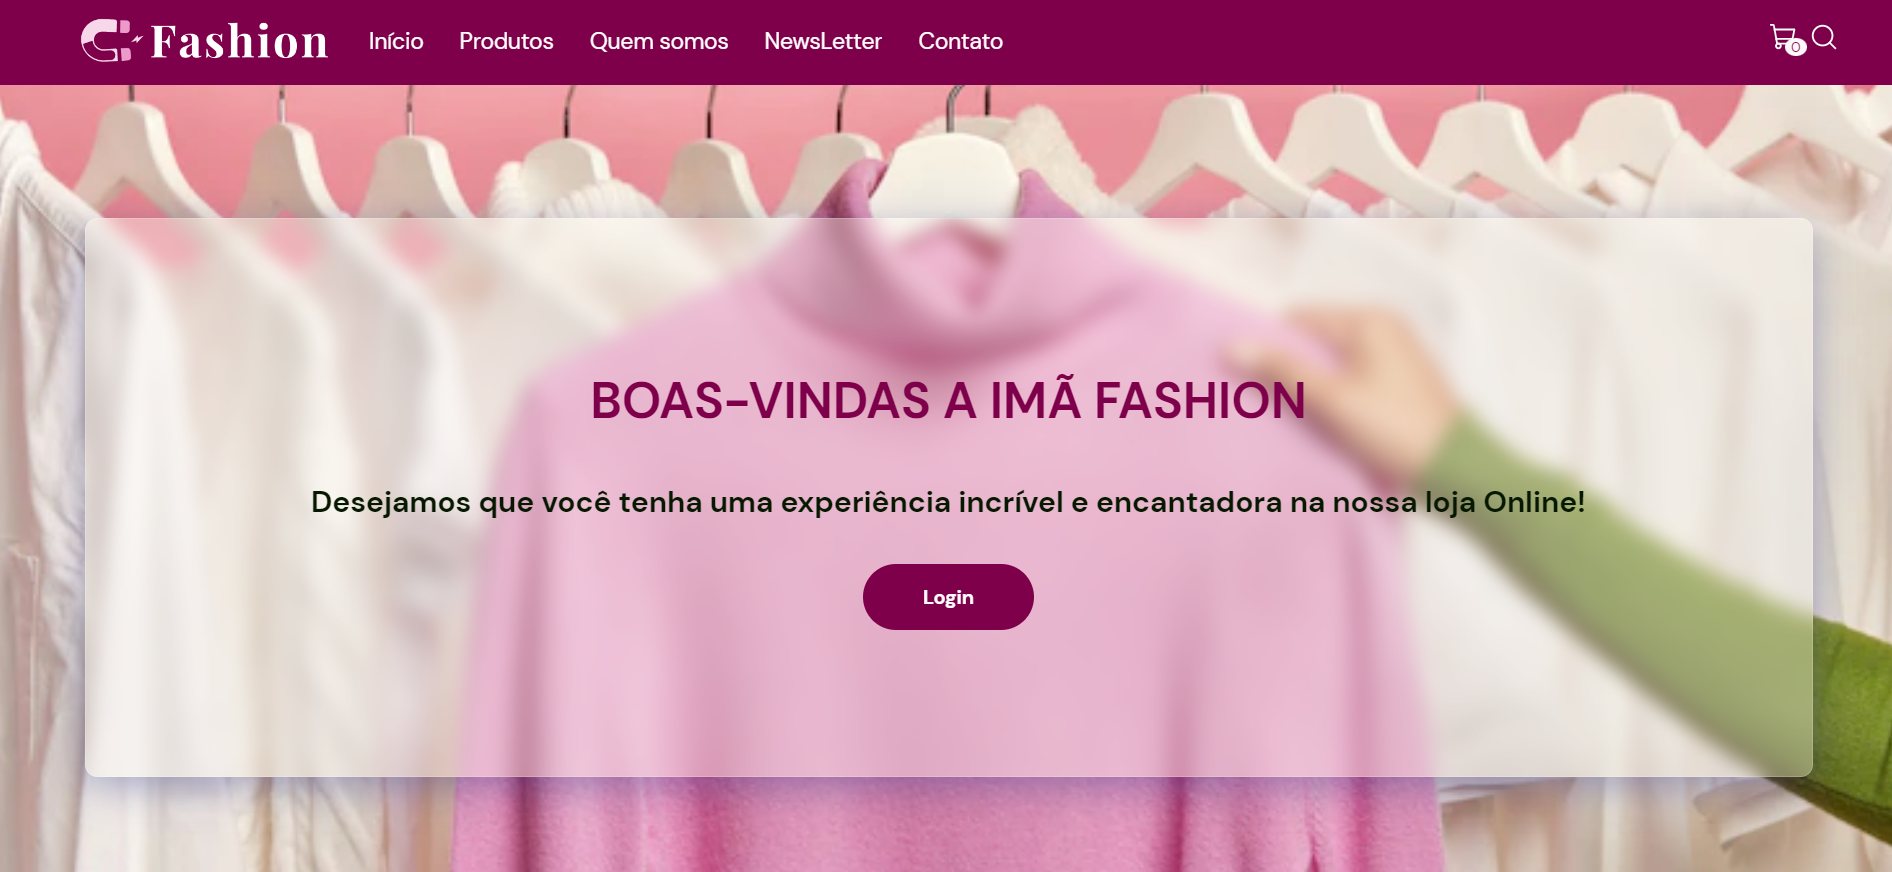 Fashion Início Produtos Quem somos NewsLetter Contato 0
BOAS-VINDAS A IMÃ FASHION
Desejamos que você tenha uma experiência incrível e encantadora na nossa loja Online!
Login